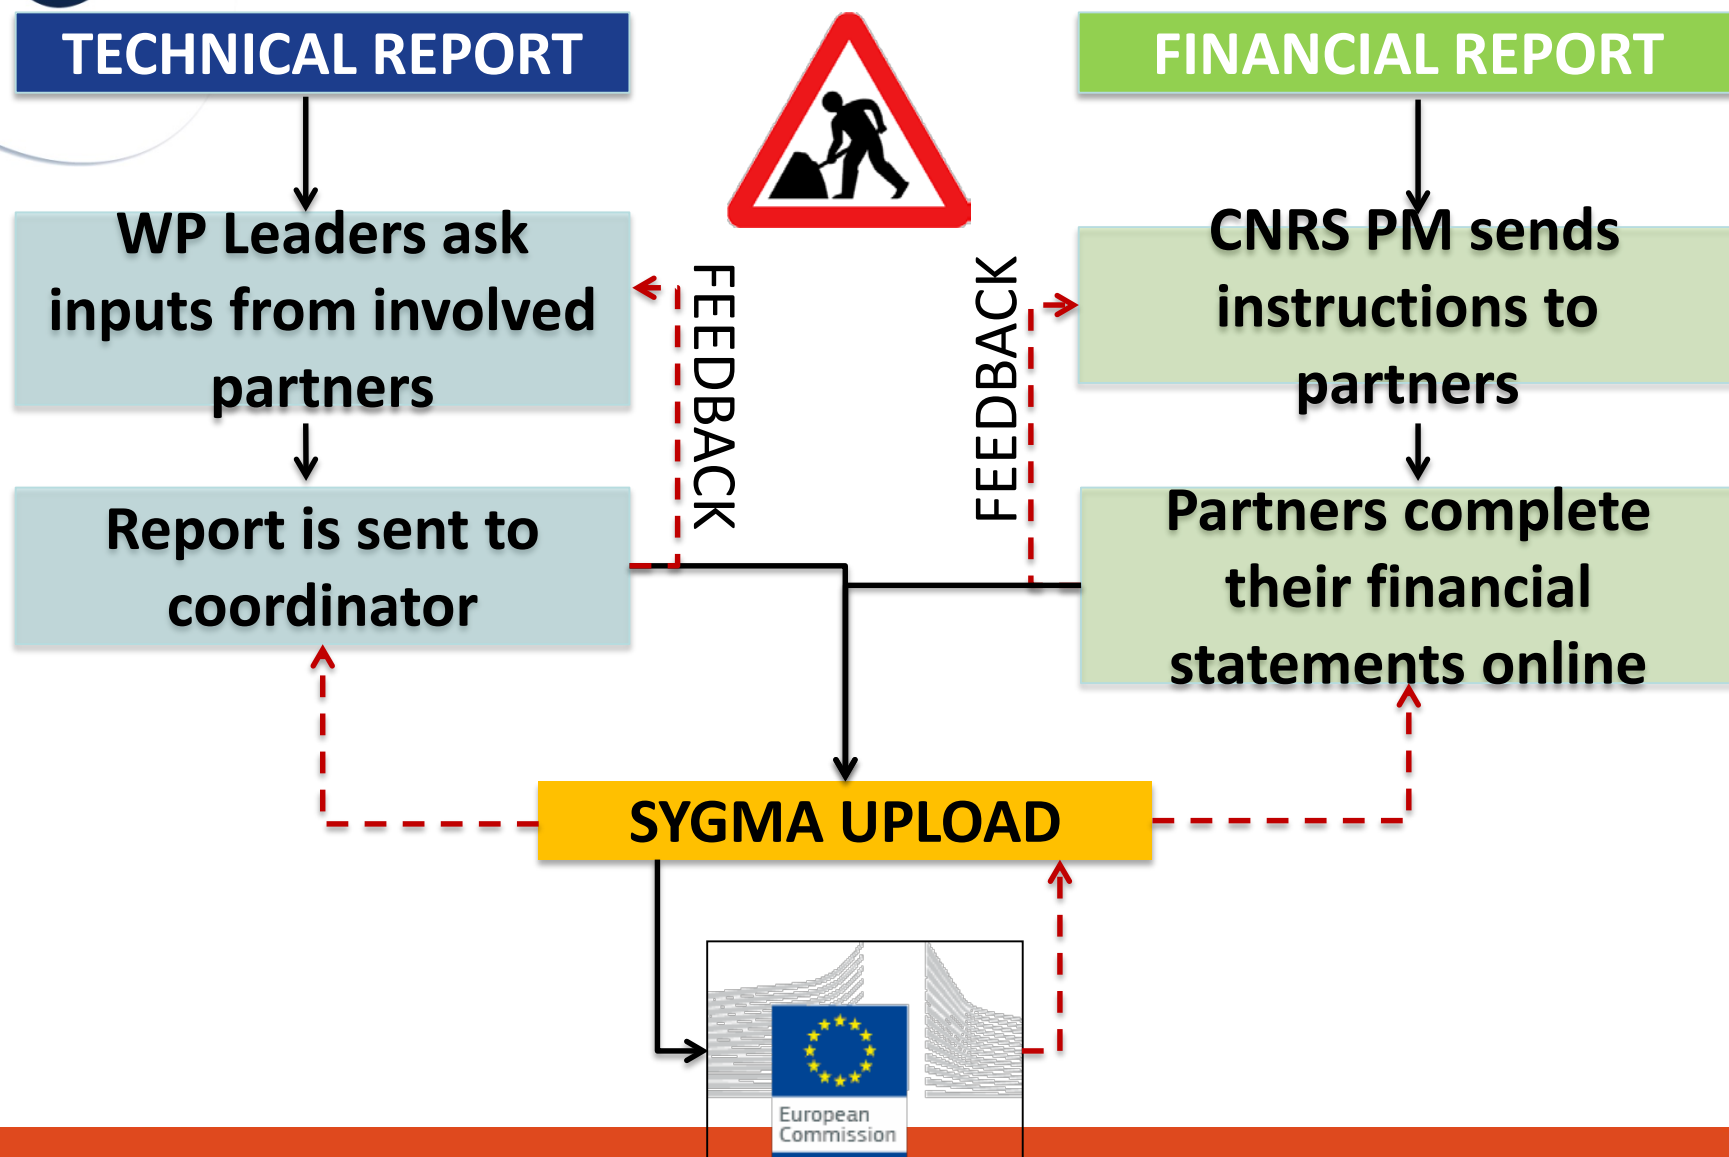 TECHNICAL REPORT
FINANCIAL REPORT
WP Leaders ask
inputs from involved
partners
FEEDBACK
FEEDBACK
CNRS PM sends
instructions to
partners
Report is sent to
coordinator
Partners complete
their financial
statements online
SYGMA UPLOAD
European
Commission